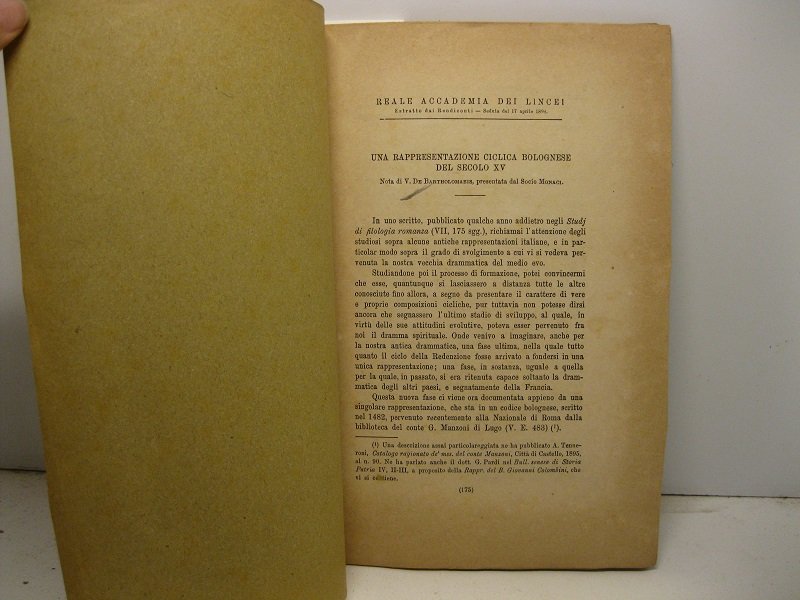 REALE ACCADEMIA DEI LINCEI
Estratto dai Rendiconti — Seduta del 17 aprile
UNA RAPPRESENTAZIONE CICLICA BOLOGNESE
DEL SECOLO XV
Nota di V. DE BARTHOLOMAEIS, presentata dal Socio MONACI.
In uno scritto, pubblicato qualche anno addietro negli Studj
di filologia romanza (VII, 175 sgg.), richiamai l'attenzione degli
studiosi sopra alcune antiche rappresentazioni italiane, e in par-
ticolar modo sopra il grado di svolgimento a cui vi si vedeva per-
venuta la nostra vecchia drammatica del medio evo.
Studiandone poi il processo di formazione, potei convincermi
che esse, quantunque si lasciassero a distanza tutte le altre
conosciute fino allora, a segno da presentare il carattere di vere
e proprie composizioni cicliche, pur tuttavia non potesse dirsi
ancora che segnassero l'ultimo stadio di sviluppo, al quale, in
virtù delle sue attitudini evolutive, poteva esser pervenuto fra
noi il dramma spirituale. Onde venivo a imaginare, anche per
la nostra antica drammatica, una fase ultima, nella quale tutto
quanto il ciclo della Redenzione fosse arrivato a fondersi in una
unica rappresentazione; una fase, in sostanza, uguale a quella
per la quale, in passato, si era ritenuta capace soltanto la dram-
matica degli altri paesi, e segnatamente della Francia.
Questa nuova fase ci viene ora documentata appieno da una
singolare rappresentazione, che sta in un codice bolognese, scritto
nel 1482, pervenuto recentemente alla Nazionale di Roma dalla
biblioteca del conte G. Manzoni di Lugo (V. E. 483) (¹).
(¹) Una descrizione assai particolareggiata ne ha pubblicato A. Tenne-
roni, Catalogo ragionato de' mss. del conte Manzoni, Città di Castello, 1895,
al n. 90. Ne ha parlato anche il dott. G. Pardi nel Bull. senese di Storia
Patria IV, II-III, a proposito della Rappr. del B. Giovanni Colombini, che
vi si contiene.
(175)